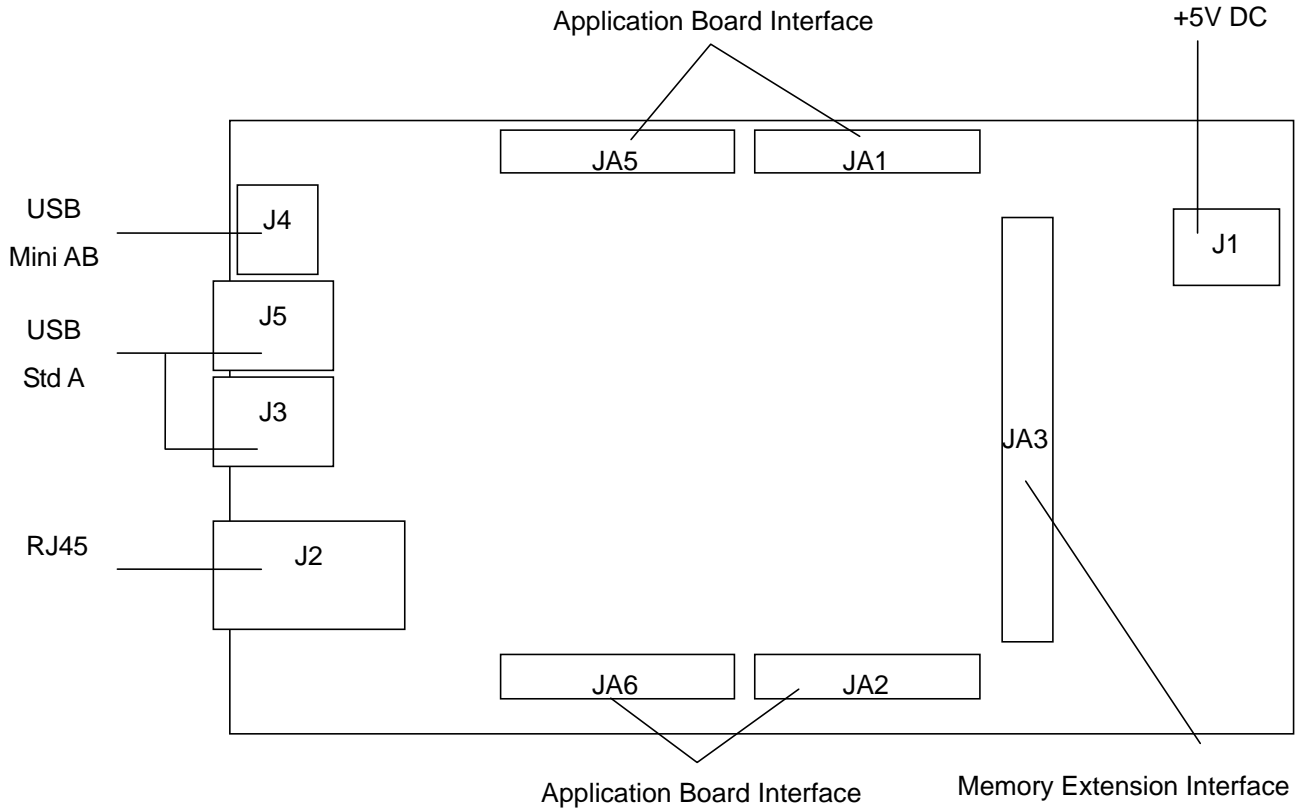 Application Board Interface
+5V DC
JA5
JA1
USB
Mini AB
J4
J1
J5
USB
Std A
J3
JA3
RJ45
J2
JA6
JA2
Application Board Interface
Memory Extension Interface